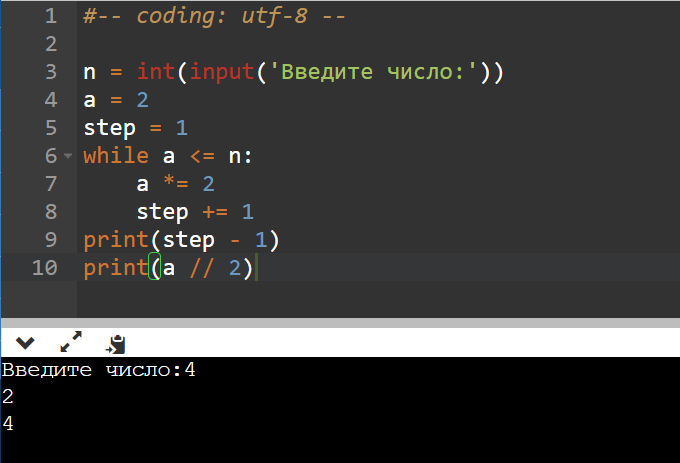 1 #-- coding: utf-8 --
2
3 n = int(input('Введите число:'))
4 a = 2
5 step = 1
6 while a <= n:
7     a *= 2
8     step += 1
9 print(step - 1)
10 print(a // 2)
Введите число:4
2
4